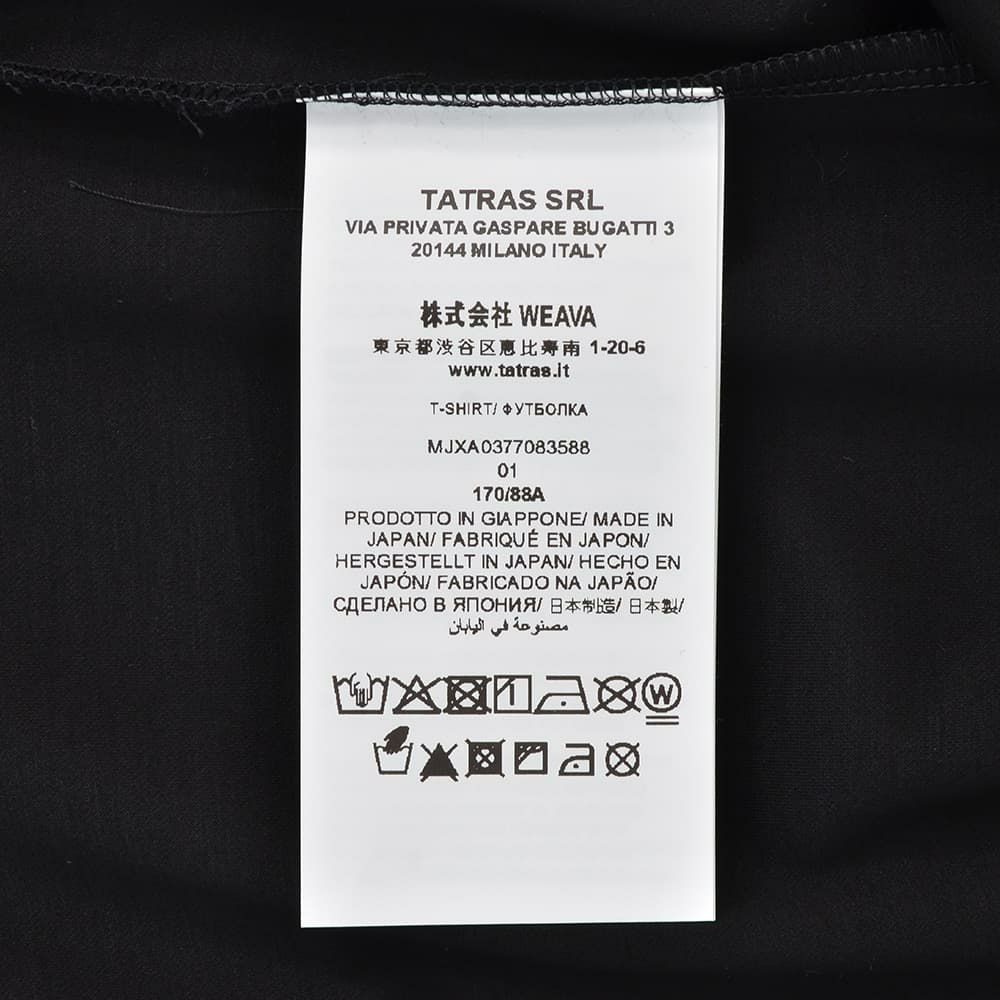 TATRAS SRL
VIA PRIVATA GASPARE BUGATTI 3
20144 MILANO ITALY
株式会社 WEAVA
東京都渋谷区恵比寿南 1-20-6
www.tatras.it
T-SHIRT/ ФУТБОЛКА
MJXA0377083588
01
170/88A
PRODOTTO IN GIAPPONE/ MADE IN
JAPAN/ FABRIQUÉ EN JAPON/
HERGESTELLT IN JAPAN/ HECHO EN
JAPÓN/ FABRICADO NA JAPÃO/
СДЕЛАНО В ЯПОНИЯ/ 日本制造/ 日本製/
مصنوعة في اليابان
W